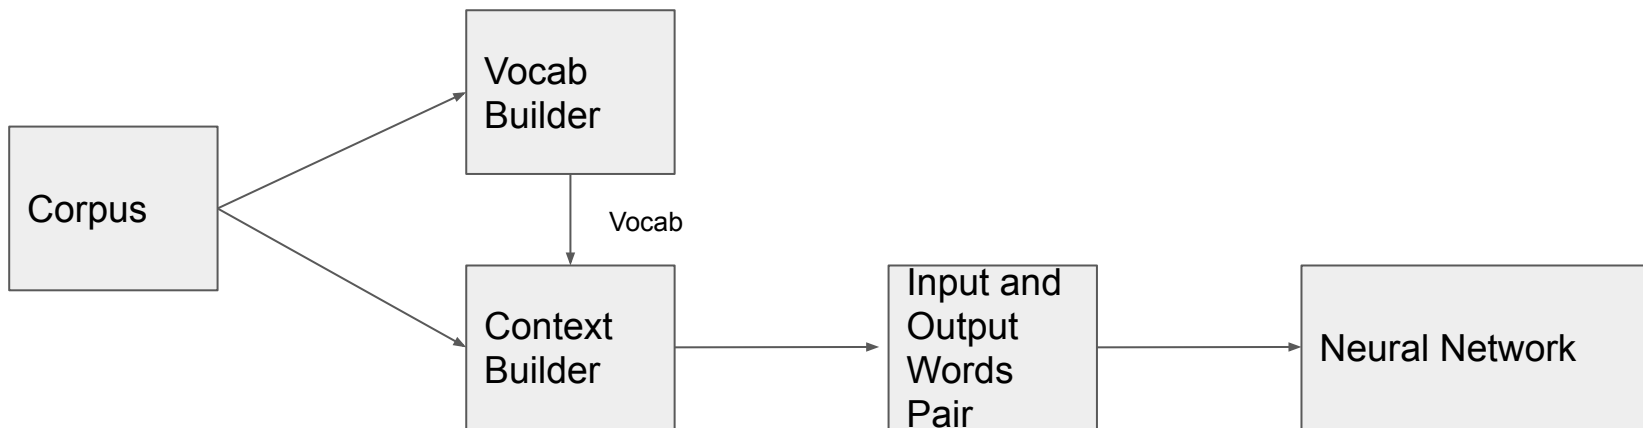 Vocab
Builder
Corpus
Vocab
Context
Builder
Input and
Output
Words
Pair
Neural Network